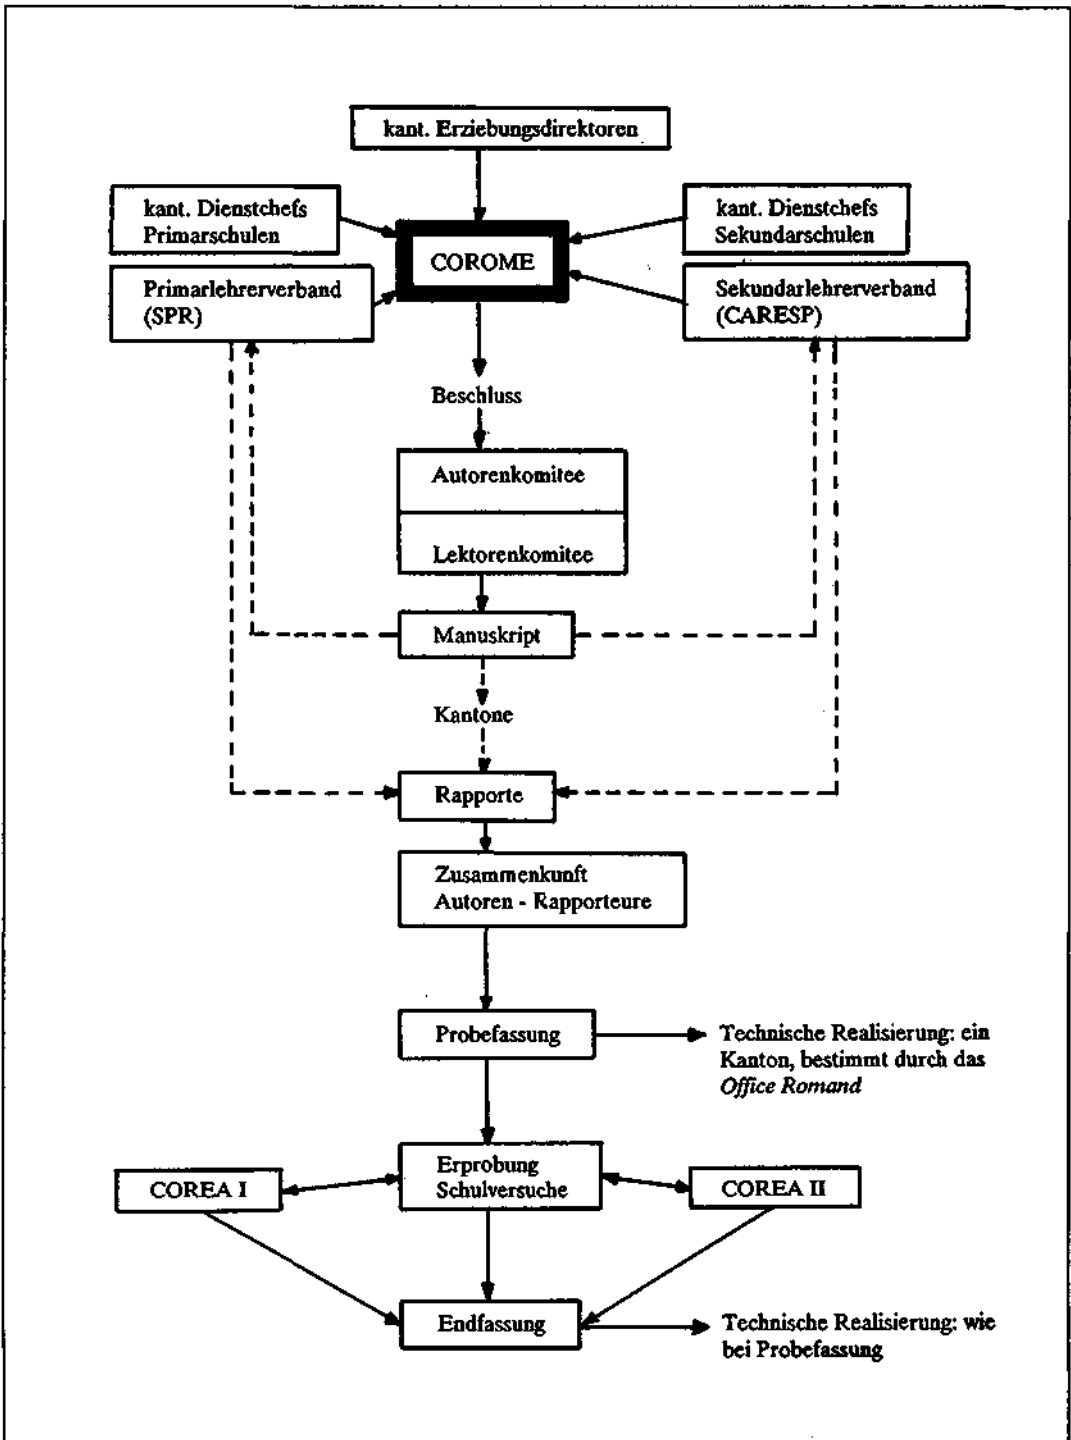 kant. Erziebungsdirektoren
kant. Dienstchefs
Primarschulen
kant. Dienstchefs
Sekundarschulen
COROME
Primarlehrerverband
(SPR)
Sekundarlehrerverband
(CARESP)
Beschluss
Autorenkomitee
Lektorenkomitee
Manuskript
Kantone
Rapporte
Zusammenkunft
Autoren - Rapporteure
Probefassung
Technische Realisierung: ein
Kanton, bestimmt durch das
Office Romand
Erprobung
Schulversuche
COREA I
COREA II
Endfassung
Technische Realisierung: wie
bei Probefassung